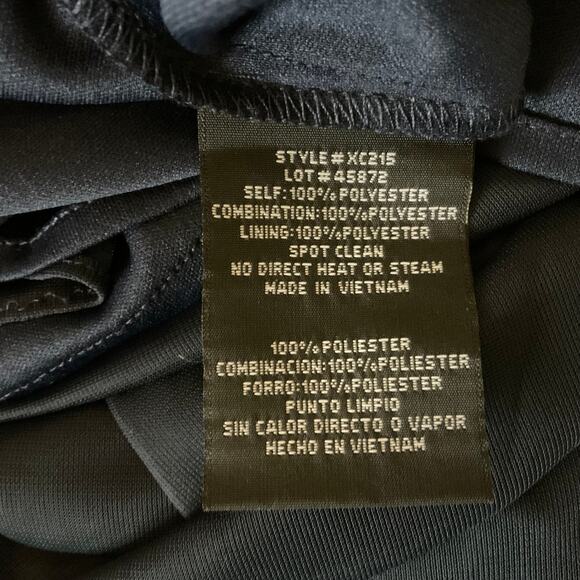 STYLE#XC215
LOT#45872
SELF:100%POLYESTER
COMBINATION:100%POLYESTER
LINING:100%POLYESTER
SPOT CLEAN
NO DIRECT HEAT OR STEAM
MADE IN VIETNAM
100%POLIESTER
COMBINACION:100%POLIESTER
FORRO:100%POLIESTER
PUNTO LIMPIO
SIN CALOR DIRECTO O VAPOR
HECHO EN VIETNAM